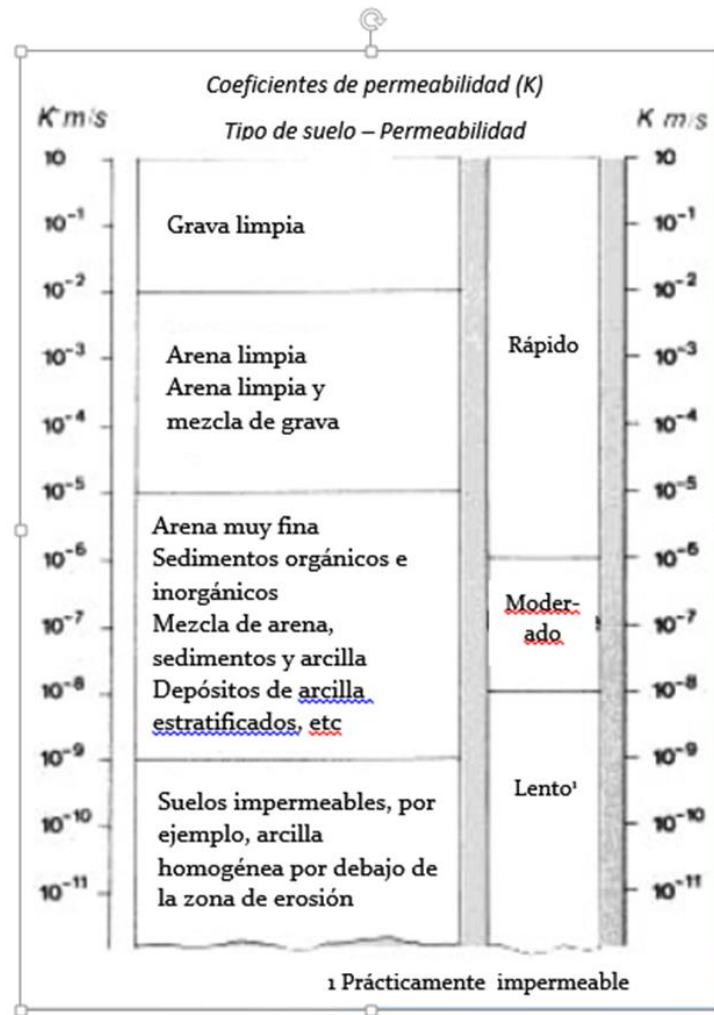 Coeficientes de permeabilidad (K)
K m/s
Tipo de suelo – Permeabilidad
K m/s
10
10⁻¹
10⁻²
10⁻³
10⁻⁴
10⁻⁵
10⁻⁶
10⁻⁷
10⁻⁸
10⁻⁹
10⁻¹⁰
10⁻¹¹
Grava limpia
Arena limpia
Arena limpia y
mezcla de grava
Arena muy fina
Sedimentos orgánicos e
inorgánicos
Mezcla de arena,
sedimentos y arcilla
Depósitos de arcilla
estratificados, etc
Suelos impermeables, por
ejemplo, arcilla
homogénea por debajo de
la zona de erosión
Rápido
Moder-
ado
Lento¹
10
10⁻¹
10⁻²
10⁻³
10⁻⁴
10⁻⁵
10⁻⁶
10⁻⁷
10⁻⁸
10⁻⁹
10⁻¹⁰
10⁻¹¹
1 Prácticamente impermeable